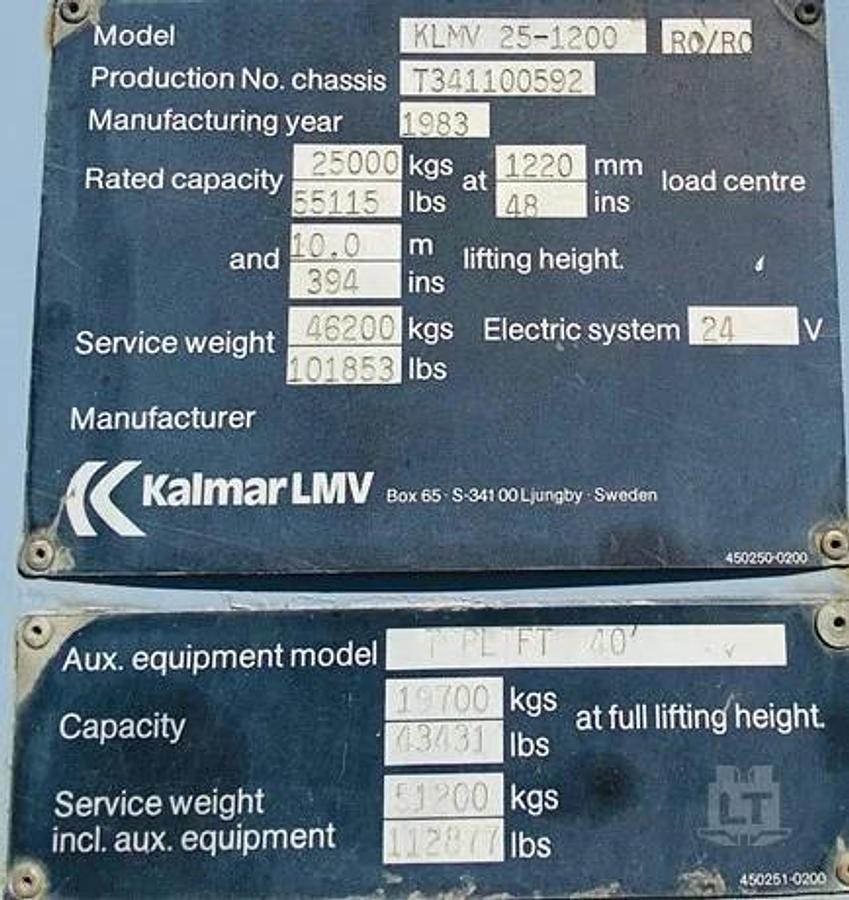 Model KLMV 25-1200 RO/RO
Production No. chassis T341100592
Manufacturing year 1983
Rated capacity 25000 kgs at 1220 mm load centre
55115 lbs 48 ins
and 10.0 m lifting height.
394 ins
Service weight 46200 kgs Electric system 24 V
101853 lbs
Manufacturer
Kalmar LMV Box 65 · S-341 00 Ljungby · Sweden
450250-0200
Aux. equipment model 40'
Capacity 19700 kgs at full lifting height.
43431 lbs
Service weight 51200 kgs
incl. aux. equipment 112877 lbs
LT
450251-0200